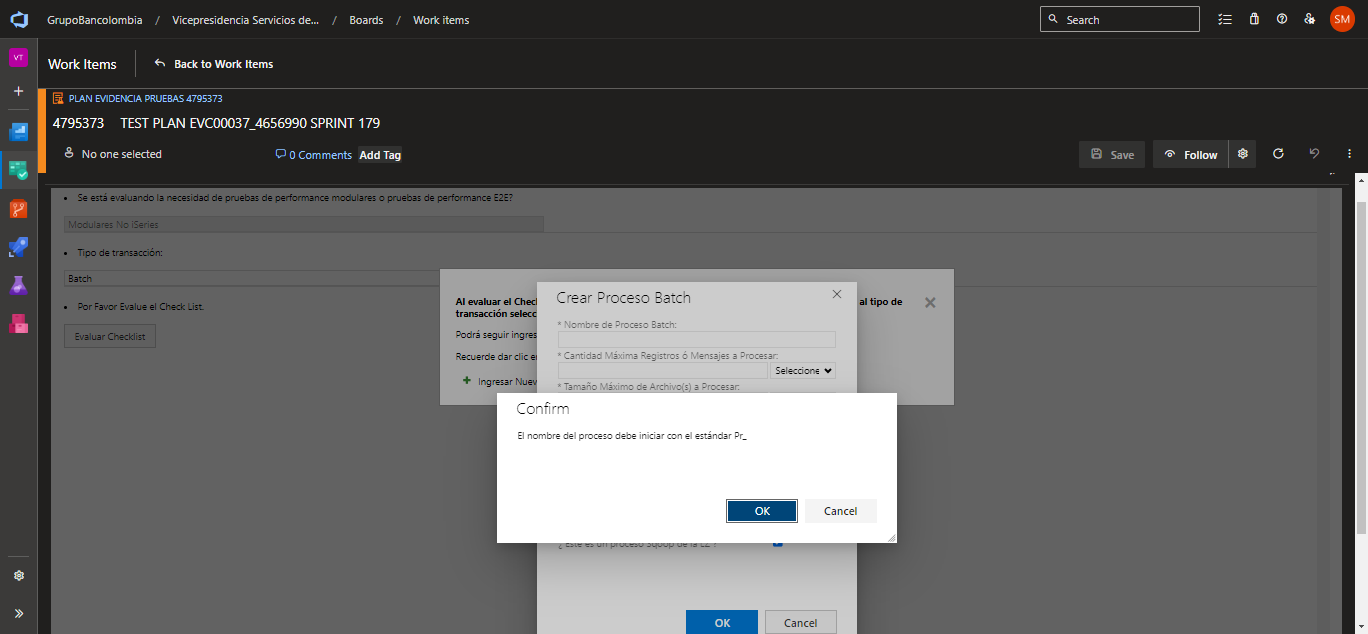 GrupoBancolombia / Vicepresidencia Servicios de... / Boards / Work items
Search
SM
VT
Work Items
Back to Work Items
PLAN EVIDENCIA PRUEBAS 4795373
4795373 TEST PLAN EVC00037_4656990 SPRINT 179
No one selected
0 Comments
Add Tag
Save
Follow
Se está evaluando la necesidad de pruebas de performance modulares o pruebas de performance E2E?
Modulares No ISeries
Tipo de transacción:
Batch
Por Favor Evalue el Check List.
Evaluar Checklist
Al evaluar el Chec
al tipo de
transacción selecc
Podrá seguir ingres
Recuerde dar clic e
Ingresar Nuev
Crear Proceso Batch
* Nombre de Proceso Batch:
* Cantidad Máxima Registros ó Mensajes a Procesar:
Seleccione
* Tamaño Máximo de Archivo(s) a Procesar:
Confirm
El nombre del proceso debe iniciar con el estándar Pr_
OK
Cancel
¿ Este es un proceso Sqoop de la LZ ?
OK
Cancel